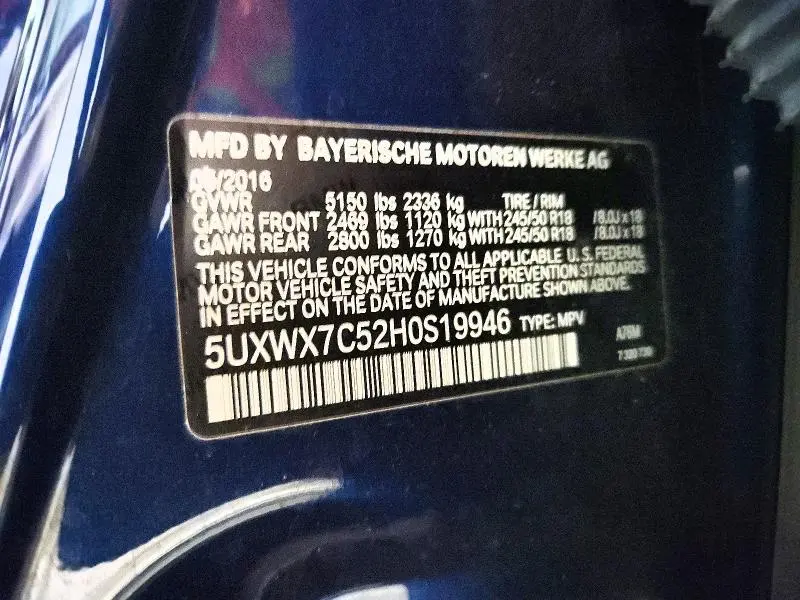 MFD BY BAYERISCHE MOTOREN WERKE AG
/2016
GVWR 5150 lbs 2336 kg TIRE / RIM
GAWR FRONT 2469 lbs 1120 kg WITH 245/50 R18 /8.0J x 18
GAWR REAR 2800 lbs 1270 kg WITH 245/50 R18 /8.0J x 18
THIS VEHICLE CONFORMS TO ALL APPLICABLE U.S. FEDERAL
MOTOR VEHICLE SAFETY AND THEFT PREVENTION STANDARDS
IN EFFECT ON THE DATE OF MANUFACTURE SHOWN ABOVE.
5UXWX7C52H0S19946 TYPE: MPV